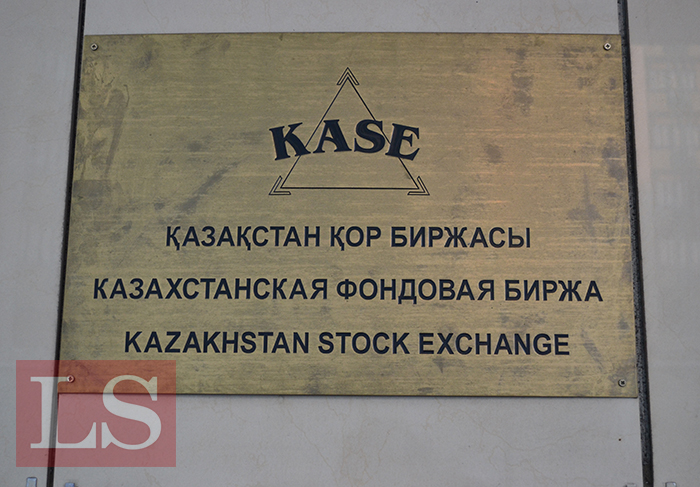 KASE
ҚАЗАҚСТАН ҚОР БИРЖАСЫ
КАЗАХСТАНСКАЯ ФОНДОВАЯ БИРЖА
KAZAKHSTAN STOCK EXCHANGE
LS